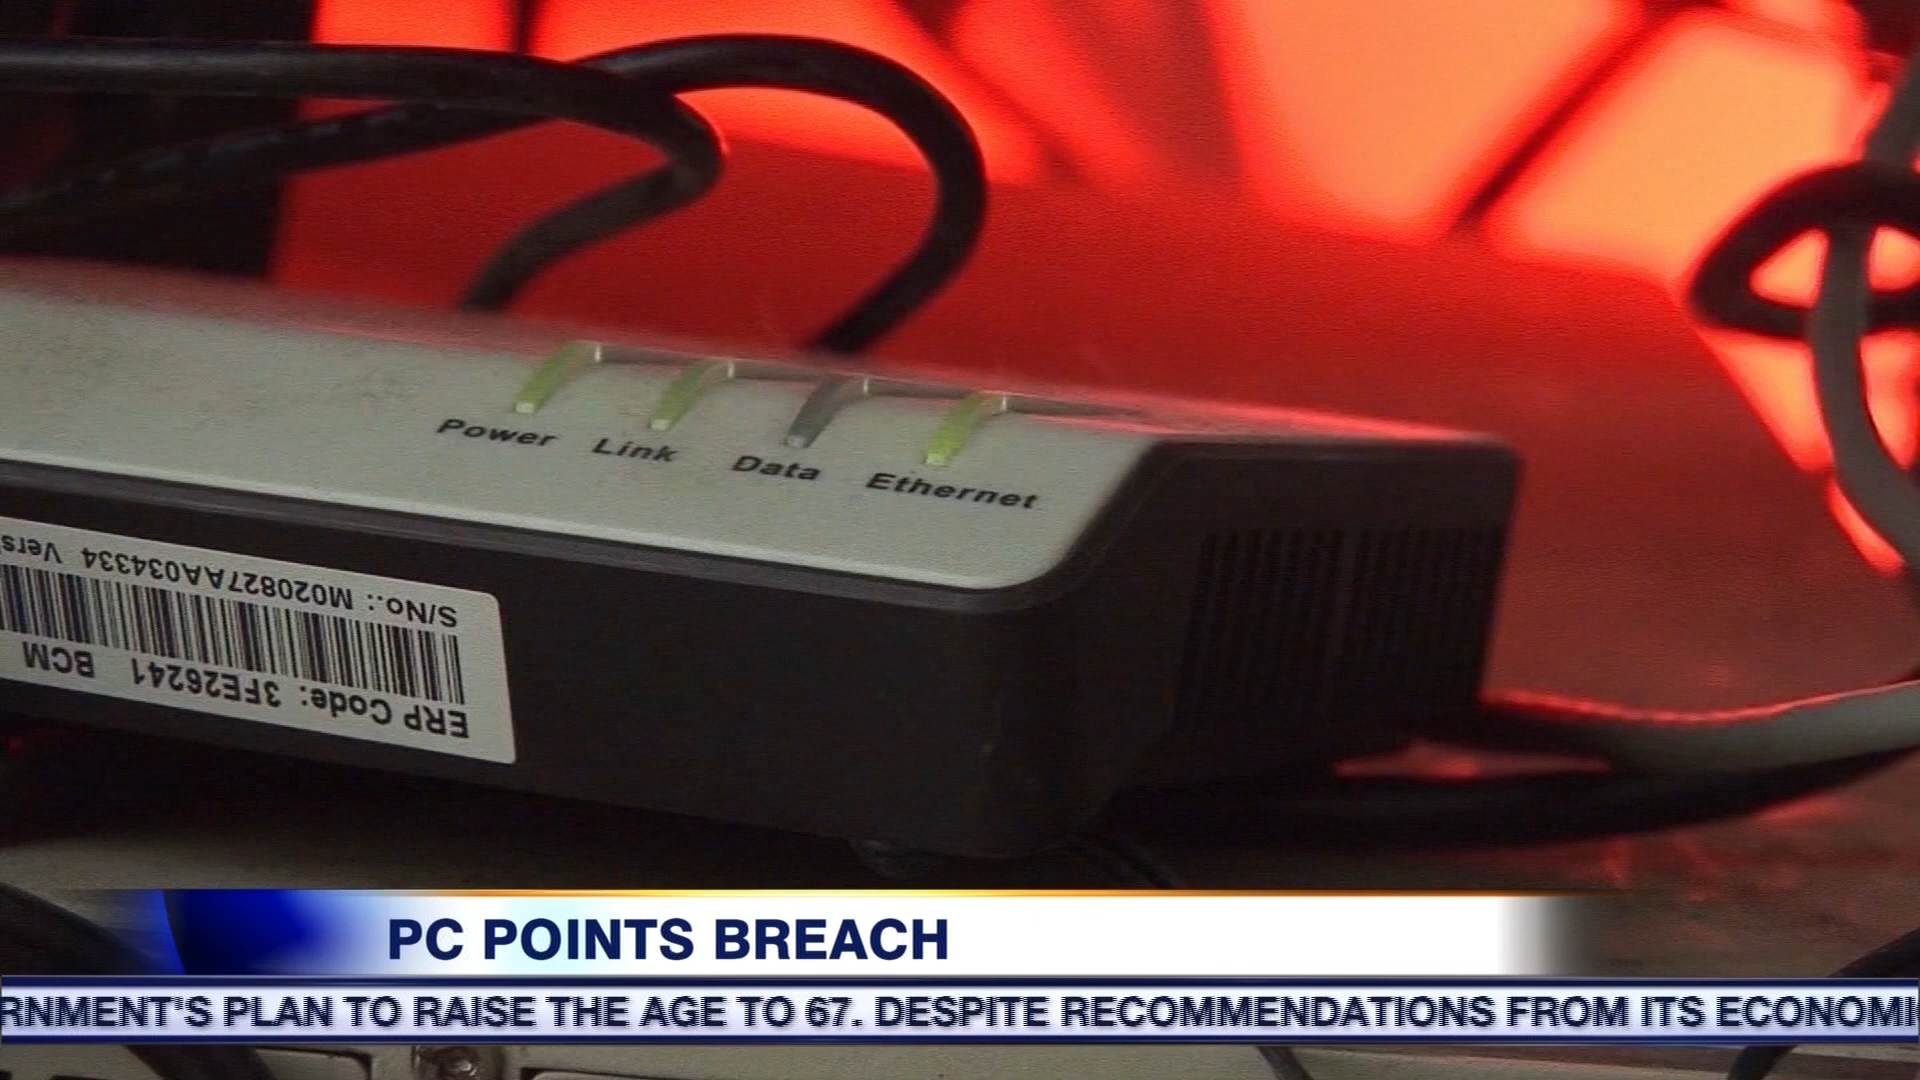 Power Link Data Ethernet
ERP Code: 3FE26241 BCM
S/No.: M020827AA034334
PC POINTS BREACH
RNMENT'S PLAN TO RAISE THE AGE TO 67. DESPITE RECOMMENDATIONS FROM ITS ECONOMI